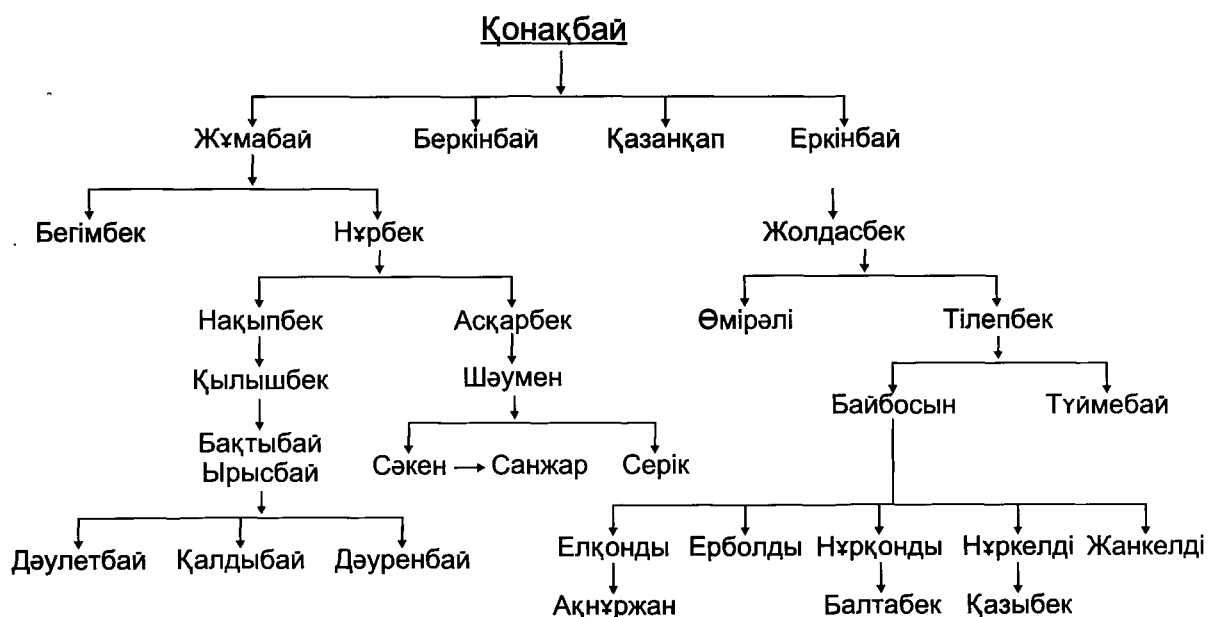 Қонақбай
Жұмабай Беркінбай Қазанқап Еркінбай
Бегімбек Нұрбек Жолдасбек
Нақыпбек Асқарбек Өмірәлі Тілепбек
Қылышбек Шәумен Байбосын Түймебай
Бақтыбай
Ырысбай Сәкен Санжар Серік
Дәулетбай Қалдыбай Дәуренбай Елқонды Ерболды Нұрқонды Нұркелді Жанкелді
Ақнұржан Балтабек Қазыбек